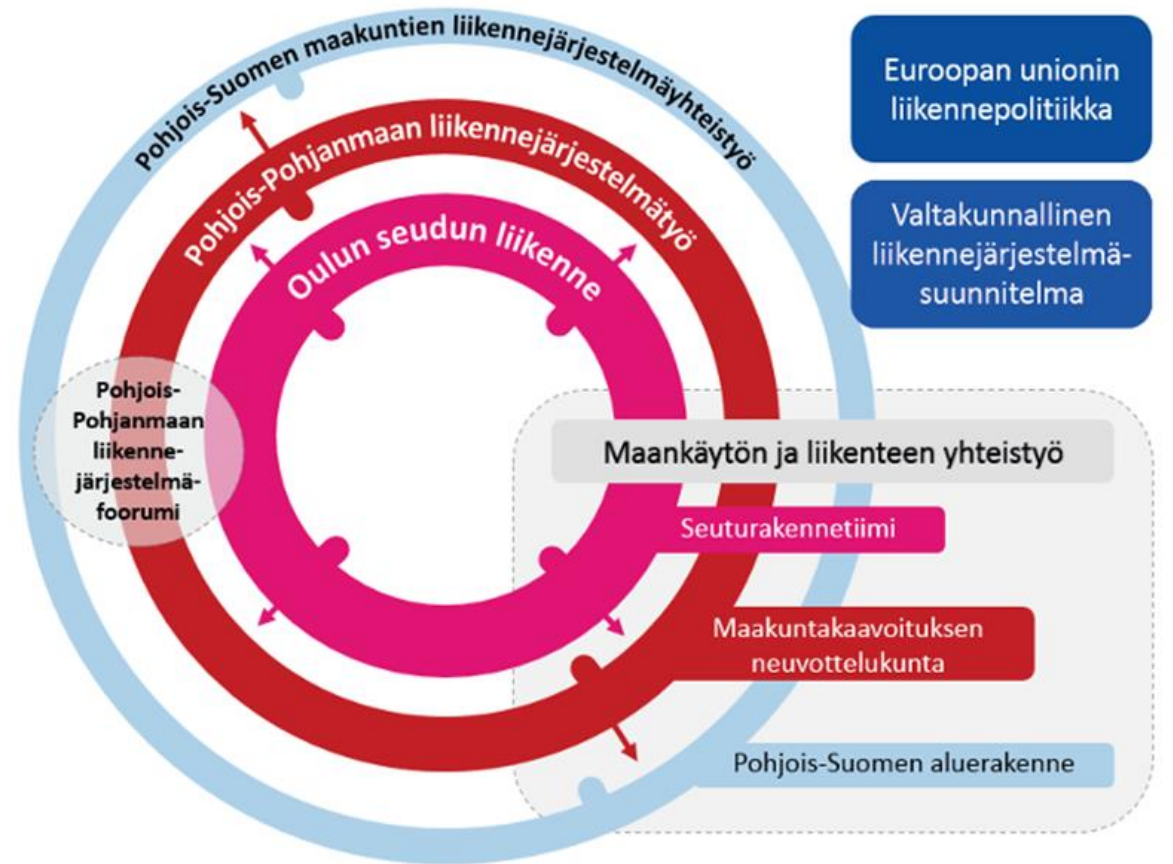 Pohjois-Suomen maakuntien liikennejärjestelmäyhteistyö
Pohjois-Pohjanmaan liikennejärjestelmätyö
Oulun seudun liikenne
Euroopan unionin
liikennepolitiikka
Valtakunnallinen
liikennejärjestelmä-
suunnitelma
Pohjois-
Pohjanmaan
liikenne-
järjestelmä-
foorumi
Maankäytön ja liikenteen yhteistyö
Seuturakennetiimi
Maakuntakaavoituksen
neuvottelukunta
Pohjois-Suomen aluerakenne